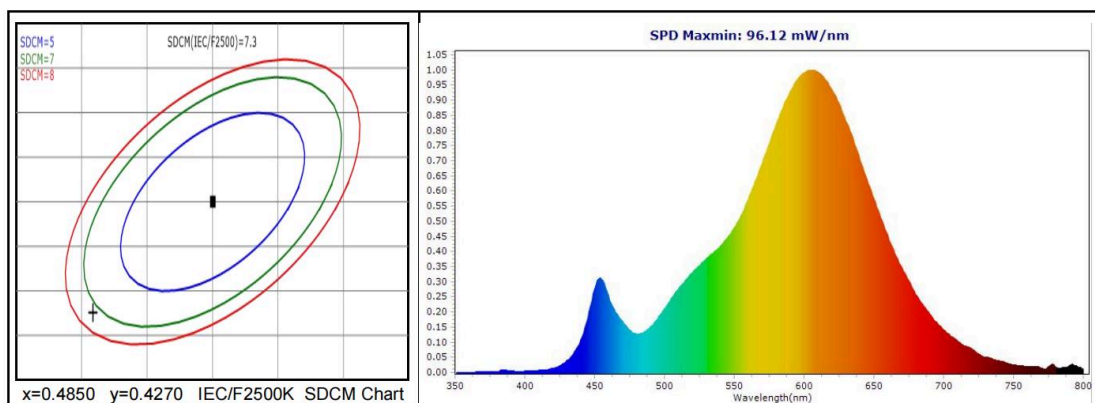 SDCM=5
SDCM(IEC/F2500)=7.3
SDCM=7
SDCM=8
x=0.4850 y=0.4270 IEC/F2500K SDCM Chart
SPD Maxmin: 96.12 mW/nm
1.05
1.00
0.95
0.90
0.85
0.80
0.75
0.70
0.65
0.60
0.55
0.50
0.45
0.40
0.35
0.30
0.25
0.20
0.15
0.10
0.05
0.00
350 400 450 500 550 600 650 700 750 800
Wavelength(nm)